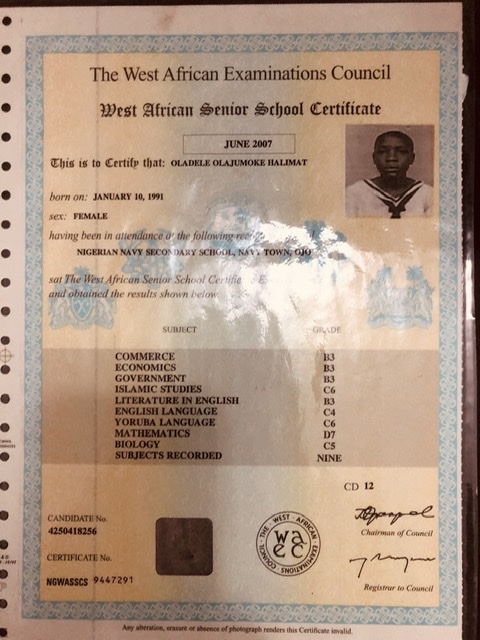 The West African Examinations Council
West African Senior School Certificate
JUNE 2007
This is to Certify that: OLADELE OLAJUMOKE HALIMAT
born on: JANUARY 10, 1991
sex: FEMALE
having been in attendance at the following
NIGERIAN NAVY SECONDARY SCHOOL, NAVY TOWN, OJO
sat The West African Senior School
and obtained the results shown below.
SUBJECT GRADE
COMMERCE B3
ECONOMICS B3
GOVERNMENT B3
ISLAMIC STUDIES C6
LITERATURE IN ENGLISH B3
ENGLISH LANGUAGE C4
YORUBA LANGUAGE C6
MATHEMATICS D7
BIOLOGY C5
SUBJECTS RECORDED NINE
CD 12
CANDIDATE No.
4250418256
Chairman of Council
THE WEST AFRICAN EXAMINATIONS COUNCIL
waec
CERTIFICATE No.
NGWASSCS 9447291
Registrar to Council
Any alteration, erasure or absence of photograph renders this Certificate invalid.